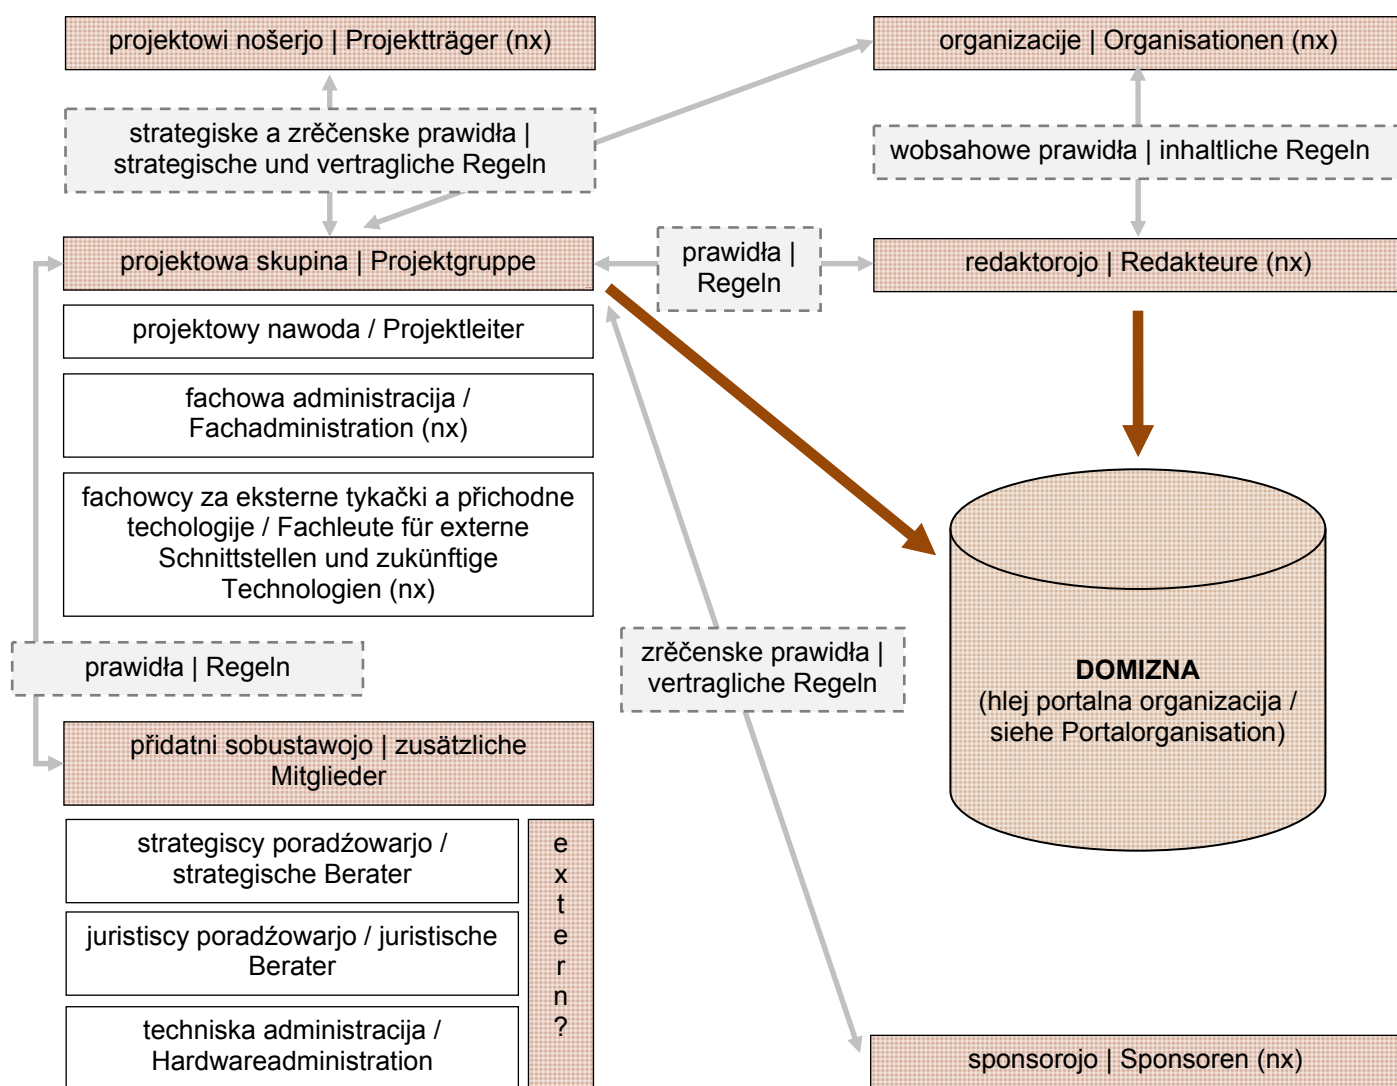 projektowi nošerjo | Projektträger (nx)
organizacije | Organisationen (nx)
strategiske a zrěčenske prawidła |
strategische und vertragliche Regeln
wobsahowe prawidła | inhaltliche Regeln
projektowa skupina | Projektgruppe
prawidła |
Regeln
redaktorojo | Redakteure (nx)
projektowy nawoda / Projektleiter
fachowa administracija /
Fachadministration (nx)
fachowcy za eksterne tykački a přichodne
techologije / Fachleute für externe
Schnittstellen und zukünftige
Technologien (nx)
prawidła | Regeln
zrěčenske prawidła |
vertragliche Regeln
DOMIZNA
(hlej portalna organizacija /
siehe Portalorganisation)
přidatni sobustawojo | zusätzliche
Mitglieder
strategiscy poradźowarjo /
strategische Berater
juristiscy poradźowarjo / juristische
Berater
techniska administracija /
Hardwareadministration
e
x
t
e
r
n
?
sponsorojo | Sponsoren (nx)